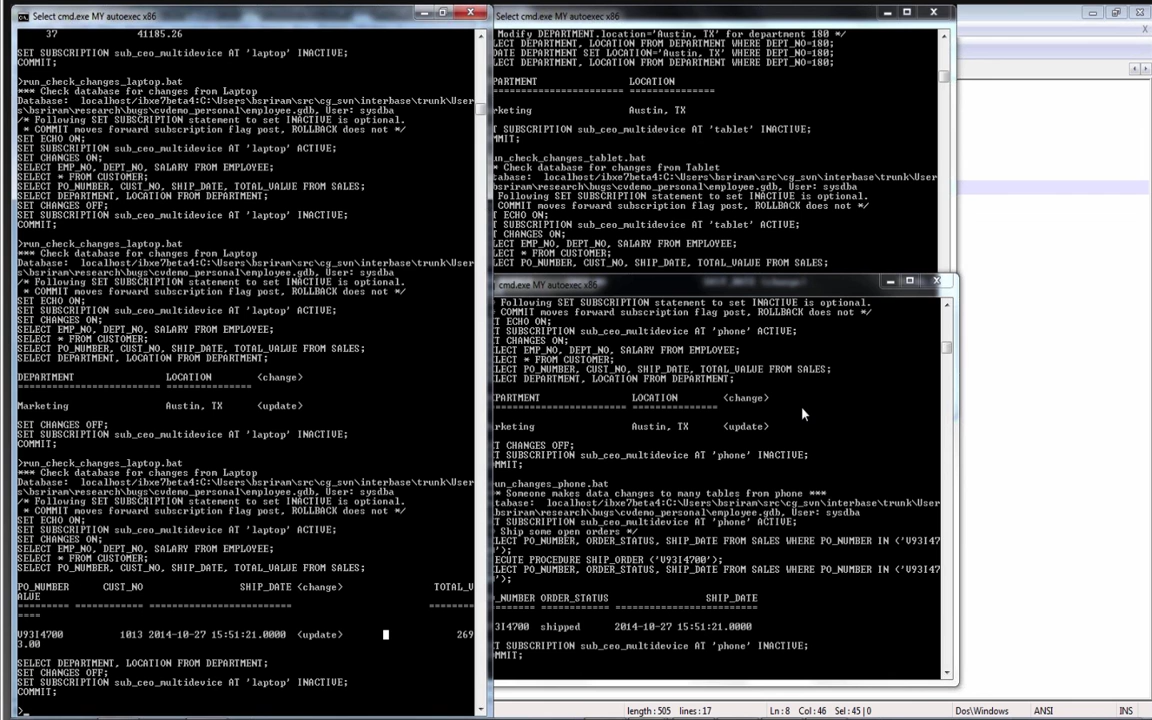 Select cmd.exe MY autoexec x86
37 41185.26
SET SUBSCRIPTION sub_ceo_multidevice AT 'laptop' INACTIVE;
COMMIT;
>run_check_changes_laptop.bat
*** Check database for changes from Laptop
Database: localhost/ibxe7beta4:C:\Users\bsriram\src\cg_svn\interbase\trunk\User
s\bsriram\research\bugs\cvdemo_personal\employee.gdb, User: sysdba
/* Following SET SUBSCRIPTION statement to set INACTIVE is optional.
* COMMIT moves forward subscription flag post, ROLLBACK does not */
SET ECHO ON;
SET SUBSCRIPTION sub_ceo_multidevice AT 'laptop' ACTIVE;
SET CHANGES ON;
SELECT EMP_NO, DEPT_NO, SALARY FROM EMPLOYEE;
SELECT * FROM CUSTOMER;
SELECT PO_NUMBER, CUST_NO, SHIP_DATE, TOTAL_VALUE FROM SALES;
SELECT DEPARTMENT, LOCATION FROM DEPARTMENT;
SET CHANGES OFF;
SET SUBSCRIPTION sub_ceo_multidevice AT 'laptop' INACTIVE;
COMMIT;
>run_check_changes_laptop.bat
*** Check database for changes from Laptop
Database: localhost/ibxe7beta4:C:\Users\bsriram\src\cg_svn\interbase\trunk\User
s\bsriram\research\bugs\cvdemo_personal\employee.gdb, User: sysdba
/* Following SET SUBSCRIPTION statement to set INACTIVE is optional.
* COMMIT moves forward subscription flag post, ROLLBACK does not */
SET ECHO ON;
SET SUBSCRIPTION sub_ceo_multidevice AT 'laptop' ACTIVE;
SET CHANGES ON;
SELECT EMP_NO, DEPT_NO, SALARY FROM EMPLOYEE;
SELECT * FROM CUSTOMER;
SELECT PO_NUMBER, CUST_NO, SHIP_DATE, TOTAL_VALUE FROM SALES;
SELECT DEPARTMENT, LOCATION FROM DEPARTMENT;
DEPARTMENT LOCATION <change>
========================= =============== 
Marketing Austin, TX <update>
SET CHANGES OFF;
SET SUBSCRIPTION sub_ceo_multidevice AT 'laptop' INACTIVE;
COMMIT;
>run_check_changes_laptop.bat
*** Check database for changes from Laptop
Database: localhost/ibxe7beta4:C:\Users\bsriram\src\cg_svn\interbase\trunk\User
s\bsriram\research\bugs\cvdemo_personal\employee.gdb, User: sysdba
/* Following SET SUBSCRIPTION statement to set INACTIVE is optional.
* COMMIT moves forward subscription flag post, ROLLBACK does not */
SET ECHO ON;
SET SUBSCRIPTION sub_ceo_multidevice AT 'laptop' ACTIVE;
SET CHANGES ON;
SELECT EMP_NO, DEPT_NO, SALARY FROM EMPLOYEE;
SELECT * FROM CUSTOMER;
SELECT PO_NUMBER, CUST_NO, SHIP_DATE, TOTAL_VALUE FROM SALES;
PO_NUMBER CUST_NO SHIP_DATE <change> TOTAL_V
ALUE
========= ============ ========================= ========
====
V93I4700 1013 2014-10-27 15:51:21.0000 <update> 269
3.00
SELECT DEPARTMENT, LOCATION FROM DEPARTMENT;
SET CHANGES OFF;
SET SUBSCRIPTION sub_ceo_multidevice AT 'laptop' INACTIVE;
COMMIT;
>_
Select cmd.exe MY autoexec x86
Modify DEPARTMENT.location='Austin, TX' for department 180 */
LECT DEPARTMENT, LOCATION FROM DEPARTMENT WHERE DEPT_NO=180;
DATE DEPARTMENT SET LOCATION='Austin, TX' WHERE DEPT_NO=180;
LECT DEPARTMENT, LOCATION FROM DEPARTMENT WHERE DEPT_NO=180;
PARTMENT LOCATION
====================== ===============
rketing Austin, TX
T SUBSCRIPTION sub_ceo_multidevice AT 'tablet' INACTIVE;
MMIT;
un_check_changes_tablet.bat
* Check database for changes from Tablet
tabase: localhost/ibxe7beta4:C:\Users\bsriram\src\cg_svn\interbase\trunk\User
bsriram\research\bugs\cvdemo_personal\employee.gdb, User: sysdba
Following SET SUBSCRIPTION statement to set INACTIVE is optional.
COMMIT moves forward subscription flag post, ROLLBACK does not */
T ECHO ON;
T SUBSCRIPTION sub_ceo_multidevice AT 'tablet' ACTIVE;
T CHANGES ON;
LECT EMP_NO, DEPT_NO, SALARY FROM EMPLOYEE;
LECT * FROM CUSTOMER;
LECT PO_NUMBER, CUST_NO, SHIP_DATE, TOTAL_VALUE FROM SALES;
cmd.exe MY autoexec x86
Following SET SUBSCRIPTION statement to set INACTIVE is optional.
COMMIT moves forward subscription flag post, ROLLBACK does not */
T ECHO ON;
T SUBSCRIPTION sub_ceo_multidevice AT 'phone' ACTIVE;
T CHANGES ON;
LECT EMP_NO, DEPT_NO, SALARY FROM EMPLOYEE;
LECT * FROM CUSTOMER;
LECT PO_NUMBER, CUST_NO, SHIP_DATE, TOTAL_VALUE FROM SALES;
LECT DEPARTMENT, LOCATION FROM DEPARTMENT;
PARTMENT LOCATION <change>
====================== ===============
rketing Austin, TX <update>
T CHANGES OFF;
T SUBSCRIPTION sub_ceo_multidevice AT 'phone' INACTIVE;
MMIT;
un_changes_phone.bat
* Someone makes data changes to many tables from phone ***
tabase: localhost/ibxe7beta4:C:\Users\bsriram\src\cg_svn\interbase\trunk\User
bsriram\research\bugs\cvdemo_personal\employee.gdb, User: sysdba
T SUBSCRIPTION sub_ceo_multidevice AT 'phone' ACTIVE;
Ship some open orders */
LECT PO_NUMBER, ORDER_STATUS, SHIP_DATE FROM SALES WHERE PO_NUMBER IN ('V93I47
');
ECUTE PROCEDURE SHIP_ORDER ('V93I4700');
LECT PO_NUMBER, ORDER_STATUS, SHIP_DATE FROM SALES WHERE PO_NUMBER IN ('V93I47
');
_NUMBER ORDER_STATUS SHIP_DATE
======= ============ =========================
3I4700 shipped 2014-10-27 15:51:21.0000
T SUBSCRIPTION sub_ceo_multidevice AT 'phone' INACTIVE;
MMIT;
length : 505 lines : 17 Ln : 8 Col : 46 Sel : 45 | 0 Dos\Windows ANSI INS